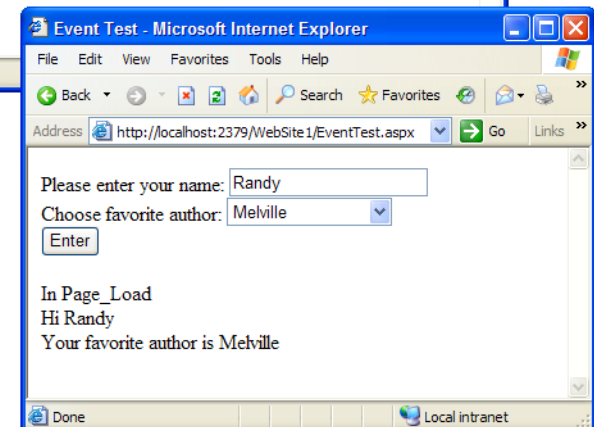 Event Test - Microsoft Internet Explorer
File Edit View Favorites Tools Help
Back Search Favorites »
Address http://localhost:2379/WebSite1/EventTest.aspx Go Links »
Please enter your name: Randy
Choose favorite author: Melville
Enter
In Page_Load
Hi Randy
Your favorite author is Melville
Done Local intranet